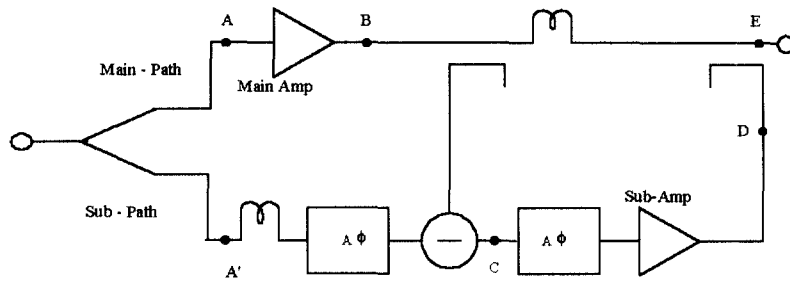 A
B
E
Main - Path
Main Amp
D
Sub - Path
Sub-Amp
A ϕ
A ϕ
A'
C